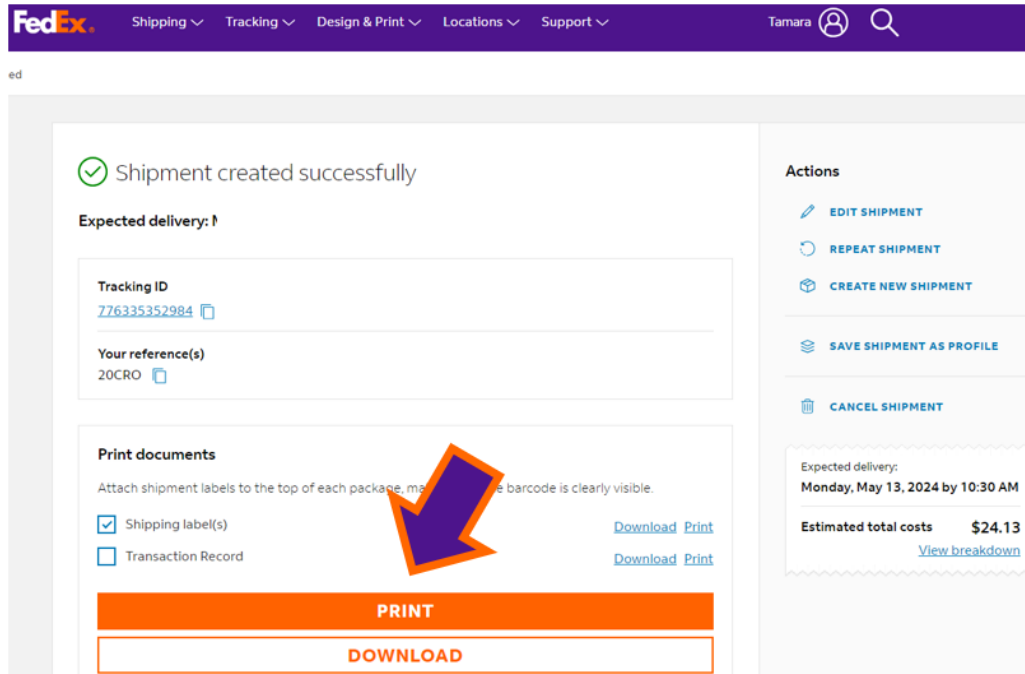 FedEx. Shipping Tracking Design & Print Locations Support Tamara
ed
Shipment created successfully
Expected delivery:
Tracking ID
776335352984
Your reference(s)
20CRO
Print documents
Attach shipment labels to the top of each package, barcode is clearly visible.
Shipping label(s) Download Print
Transaction Record Download Print
PRINT
DOWNLOAD
Actions
EDIT SHIPMENT
REPEAT SHIPMENT
CREATE NEW SHIPMENT
SAVE SHIPMENT AS PROFILE
CANCEL SHIPMENT
Expected delivery:
Monday, May 13, 2024 by 10:30 AM
Estimated total costs $24.13
View breakdown